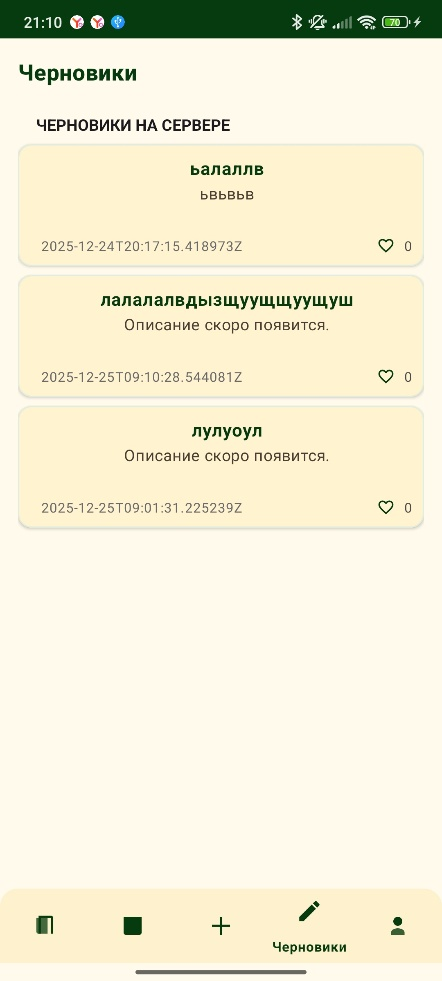 21:10
70
Черновики
ЧЕРНОВИКИ НА СЕРВЕРЕ
ьалаллв
ьвьвьв
2025-12-24T20:17:15.418973Z 0
лалалалвдызщуущщуущуш
Описание скоро появится.
2025-12-25T09:10:28.544081Z 0
лулуоул
Описание скоро появится.
2025-12-25T09:01:31.225239Z 0
Черновики